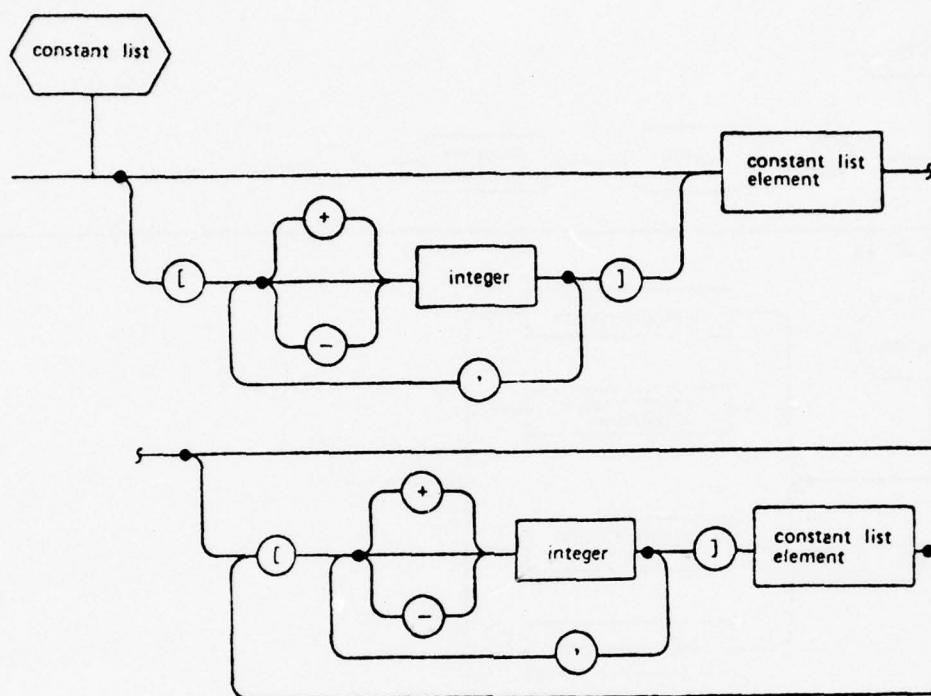 constant list
constant list
element
+
[
integer
]
−
,
+
[
integer
]
constant list
element
−
,